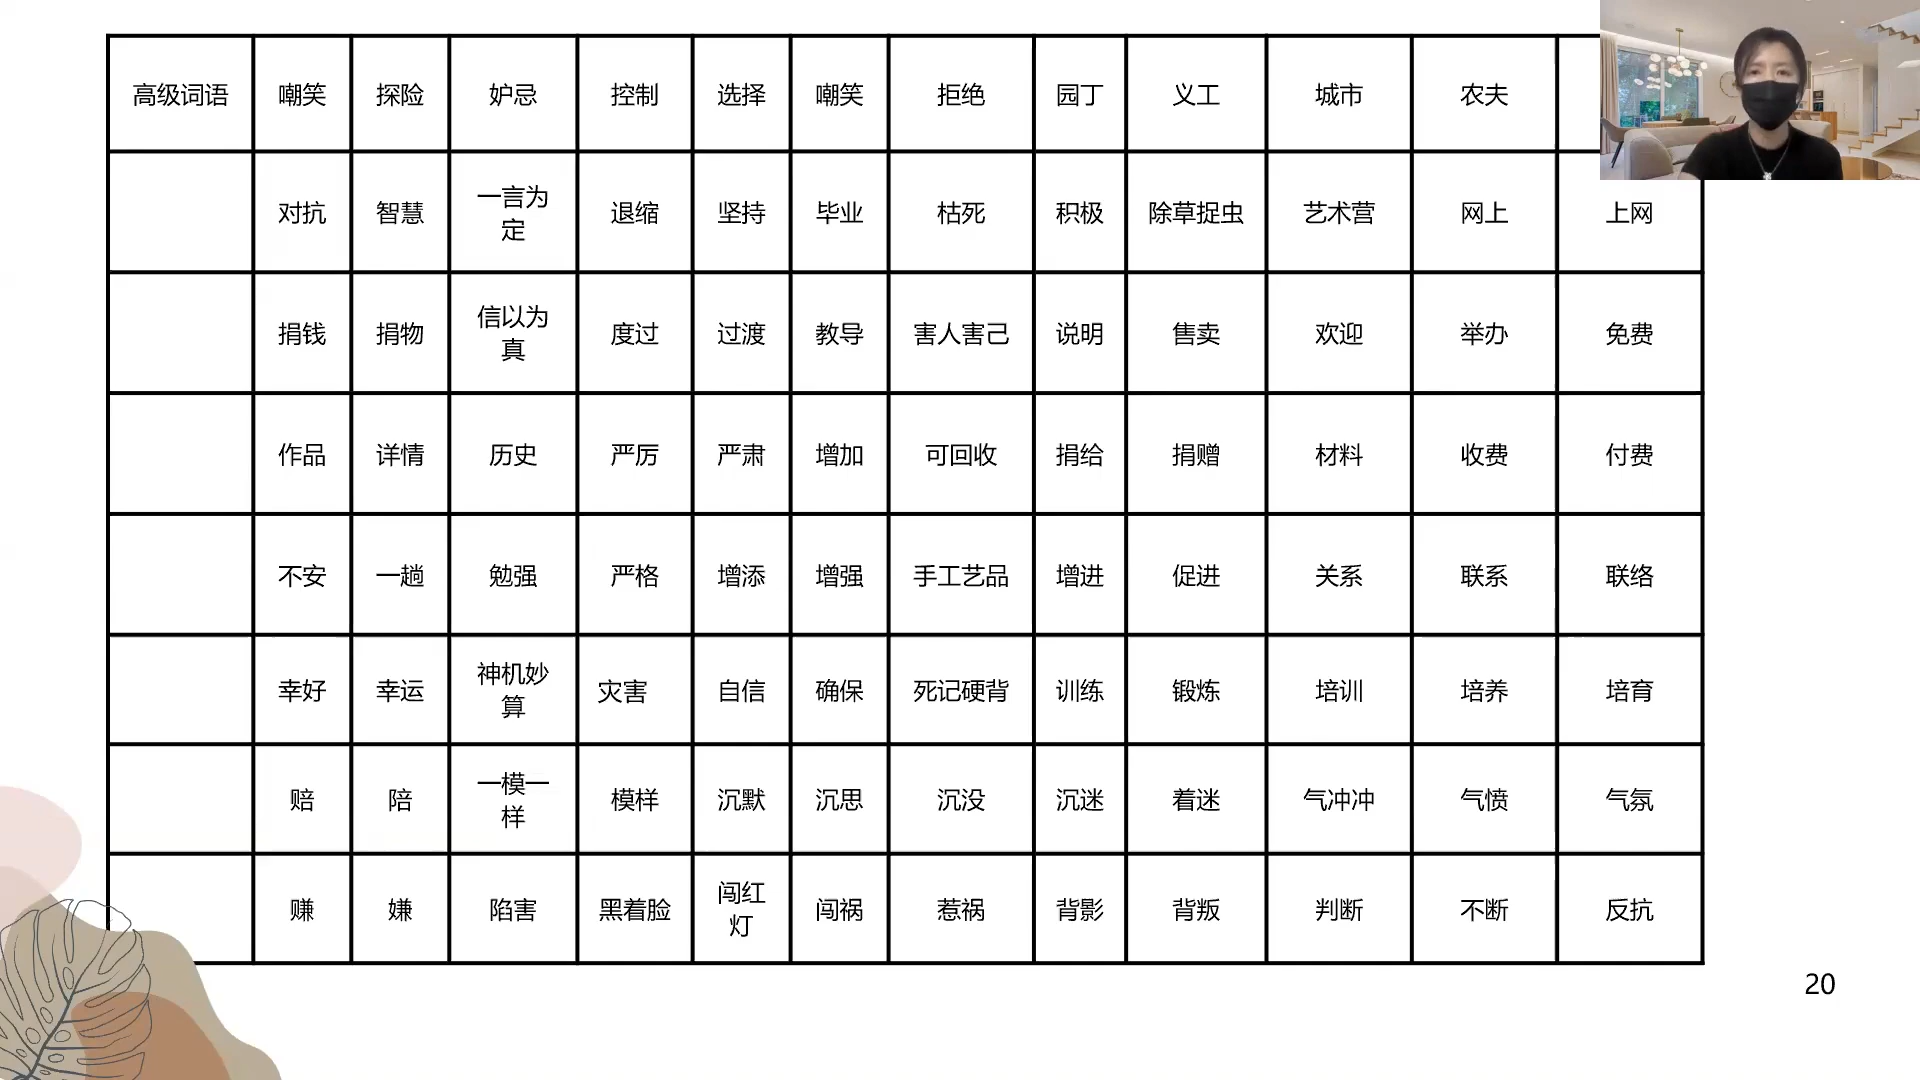 高级词语 嘲笑 探险 妒忌 控制 选择 嘲笑 拒绝 园丁 义工 城市 农夫
对抗 智慧 一言为定 退缩 坚持 毕业 枯死 积极 除草捉虫 艺术营 网上 上网
捐钱 捐物 信以为真 度过 过渡 教导 害人害己 说明 售卖 欢迎 举办 免费
作品 详情 历史 严厉 严肃 增加 可回收 捐给 捐赠 材料 收费 付费
不安 一趟 勉强 严格 增添 增强 手工艺品 增进 促进 关系 联系 联络
幸好 幸运 神机妙算 灾害 自信 确保 死记硬背 训练 锻炼 培训 培养 培育
赔 陪 一模一样 模样 沉默 沉思 沉没 沉迷 着迷 气冲冲 气愤 气氛
赚 嫌 陷害 黑着脸 闯红灯 闯祸 惹祸 背影 背叛 判断 不断 反抗
20